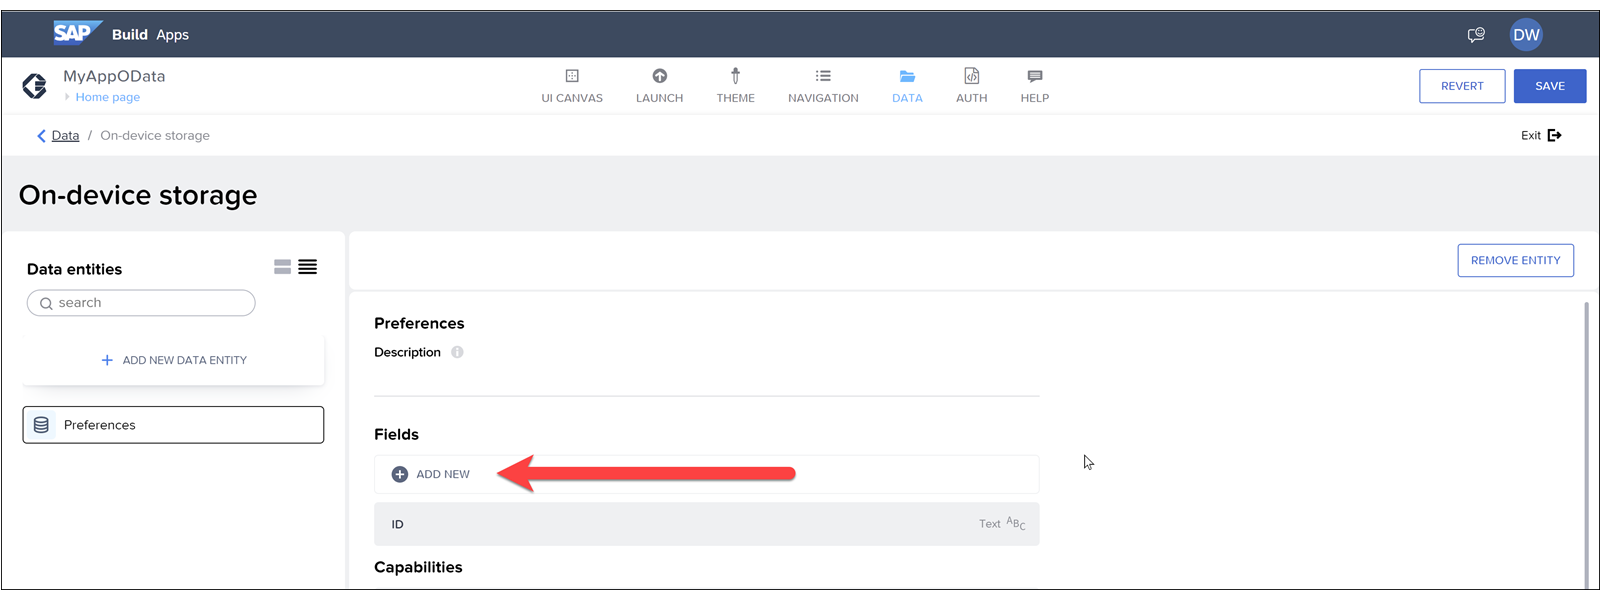 SAP Build Apps DW
MyAppOData
Home page
UI CANVAS LAUNCH THEME NAVIGATION DATA AUTH HELP
REVERT SAVE
Data / On-device storage Exit
On-device storage
Data entities
search
ADD NEW DATA ENTITY
Preferences
REMOVE ENTITY
Preferences
Description
Fields
ADD NEW
ID Text ABC
Capabilities